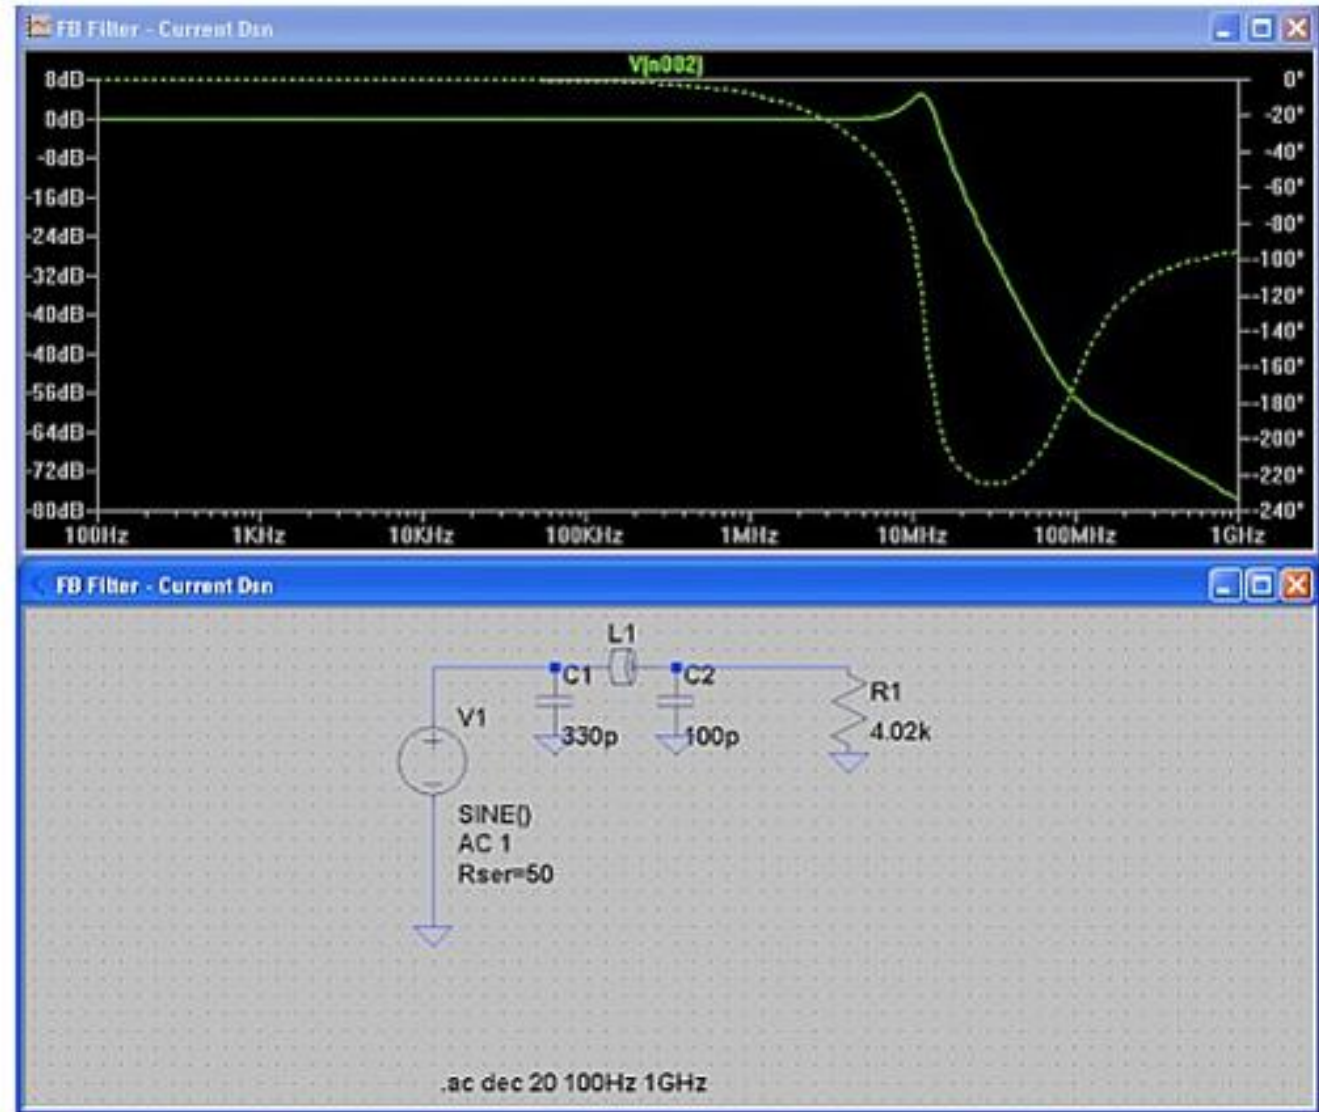 FB Filter - Current Dsn
V(n002)
8dB
0dB
-8dB
-16dB
-24dB
-32dB
-40dB
-48dB
-56dB
-64dB
-72dB
-80dB
0°
-20°
-40°
-60°
-80°
-100°
-120°
-140°
-160°
-180°
-200°
-220°
-240°
100Hz 1KHz 10KHz 100KHz 1MHz 10MHz 100MHz 1GHz
FB Filter - Current Dsn
L1
C1
C2
330p
100p
R1
4.02k
V1
SINE()
AC 1
Rser=50
.ac dec 20 100Hz 1GHz